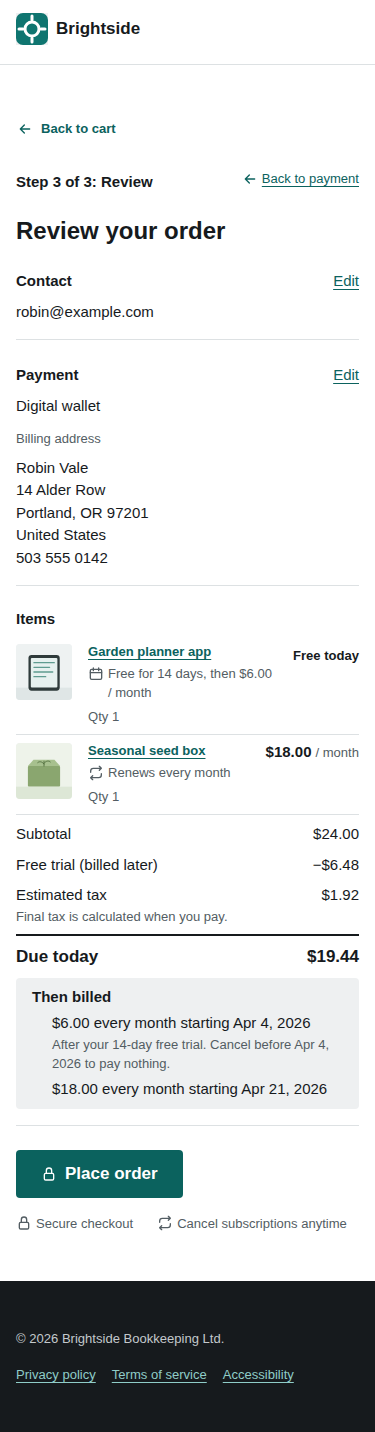 Brightside
Back to cart
Step 3 of 3: Review
Back to payment
Review your order
Contact
Edit
robin@example.com
Payment
Edit
Digital wallet
Billing address
Robin Vale
14 Alder Row
Portland, OR 97201
United States
503 555 0142
Items
Garden planner app
Free today
Free for 14 days, then $6.00
/ month
Qty 1
Seasonal seed box
$18.00 / month
Renews every month
Qty 1
Subtotal
$24.00
Free trial (billed later)
−$6.48
Estimated tax
$1.92
Final tax is calculated when you pay.
Due today
$19.44
Then billed
$6.00 every month starting Apr 4, 2026
After your 14-day free trial. Cancel before Apr 4,
2026 to pay nothing.
$18.00 every month starting Apr 21, 2026
Place order
Secure checkout
Cancel subscriptions anytime
© 2026 Brightside Bookkeeping Ltd.
Privacy policy
Terms of service
Accessibility